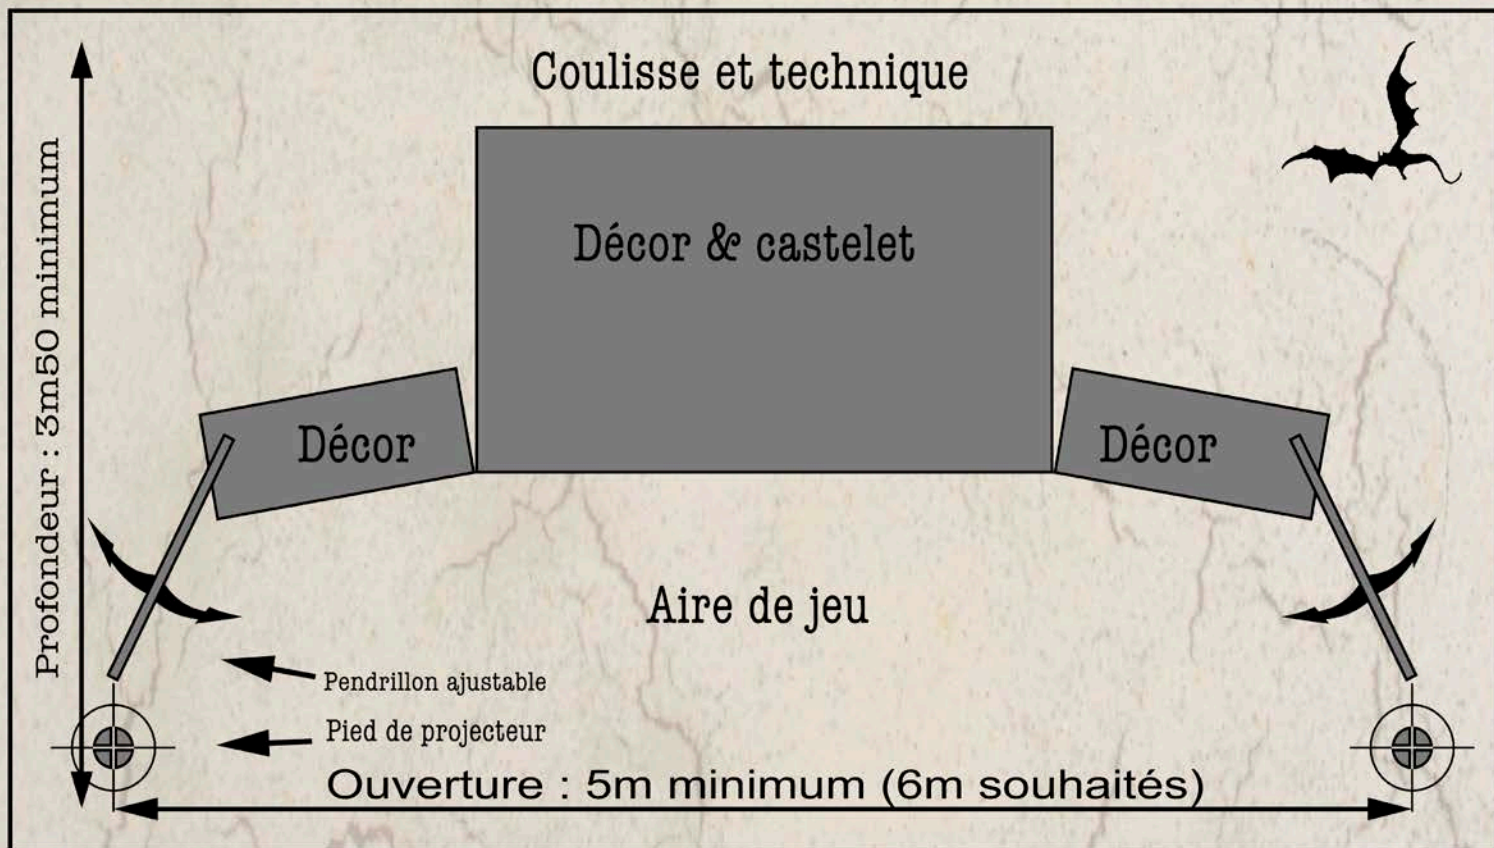 Coulisse et technique
Profondeur : 3m50 minimum
Décor & castelet
Décor
Décor
Aire de jeu
Pendrillon ajustable
Pied de projecteur
Ouverture : 5m minimum (6m souhaités)